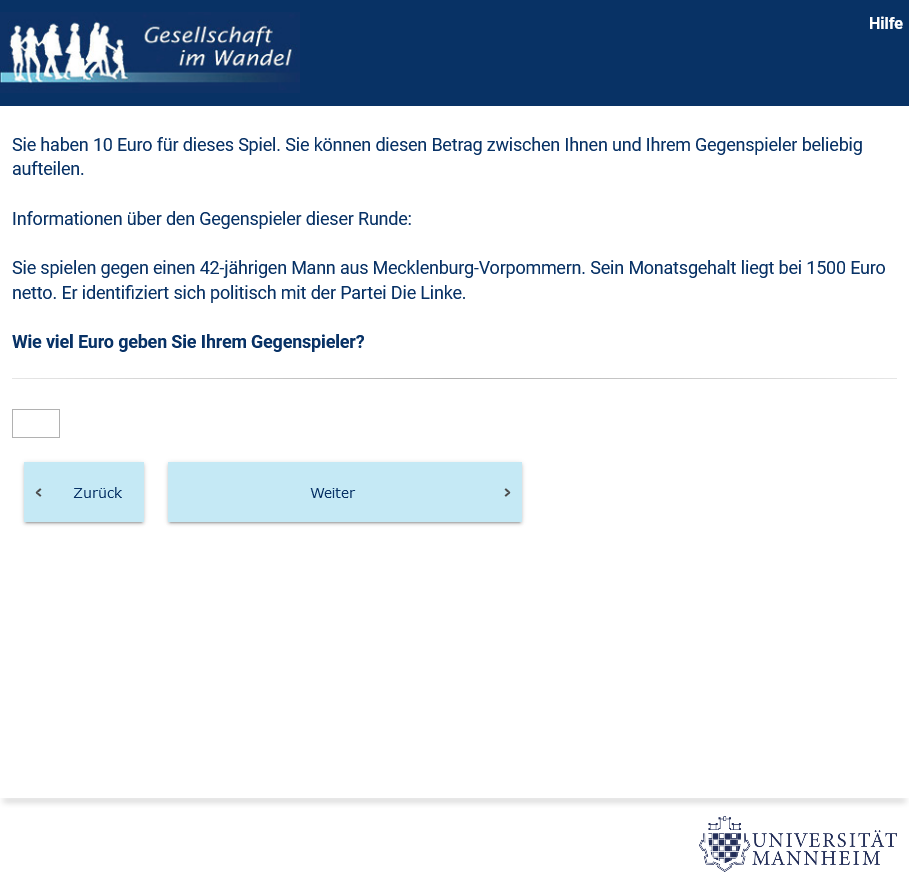 Gesellschaft
im Wandel
Hilfe
Sie haben 10 Euro für dieses Spiel. Sie können diesen Betrag zwischen Ihnen und Ihrem Gegenspieler beliebig
aufteilen.
Informationen über den Gegenspieler dieser Runde:
Sie spielen gegen einen 42-jährigen Mann aus Mecklenburg-Vorpommern. Sein Monatsgehalt liegt bei 1500 Euro
netto. Er identifiziert sich politisch mit der Partei Die Linke.
Wie viel Euro geben Sie Ihrem Gegenspieler?
Zurück
Weiter
UNIVERSITÄT
MANNHEIM